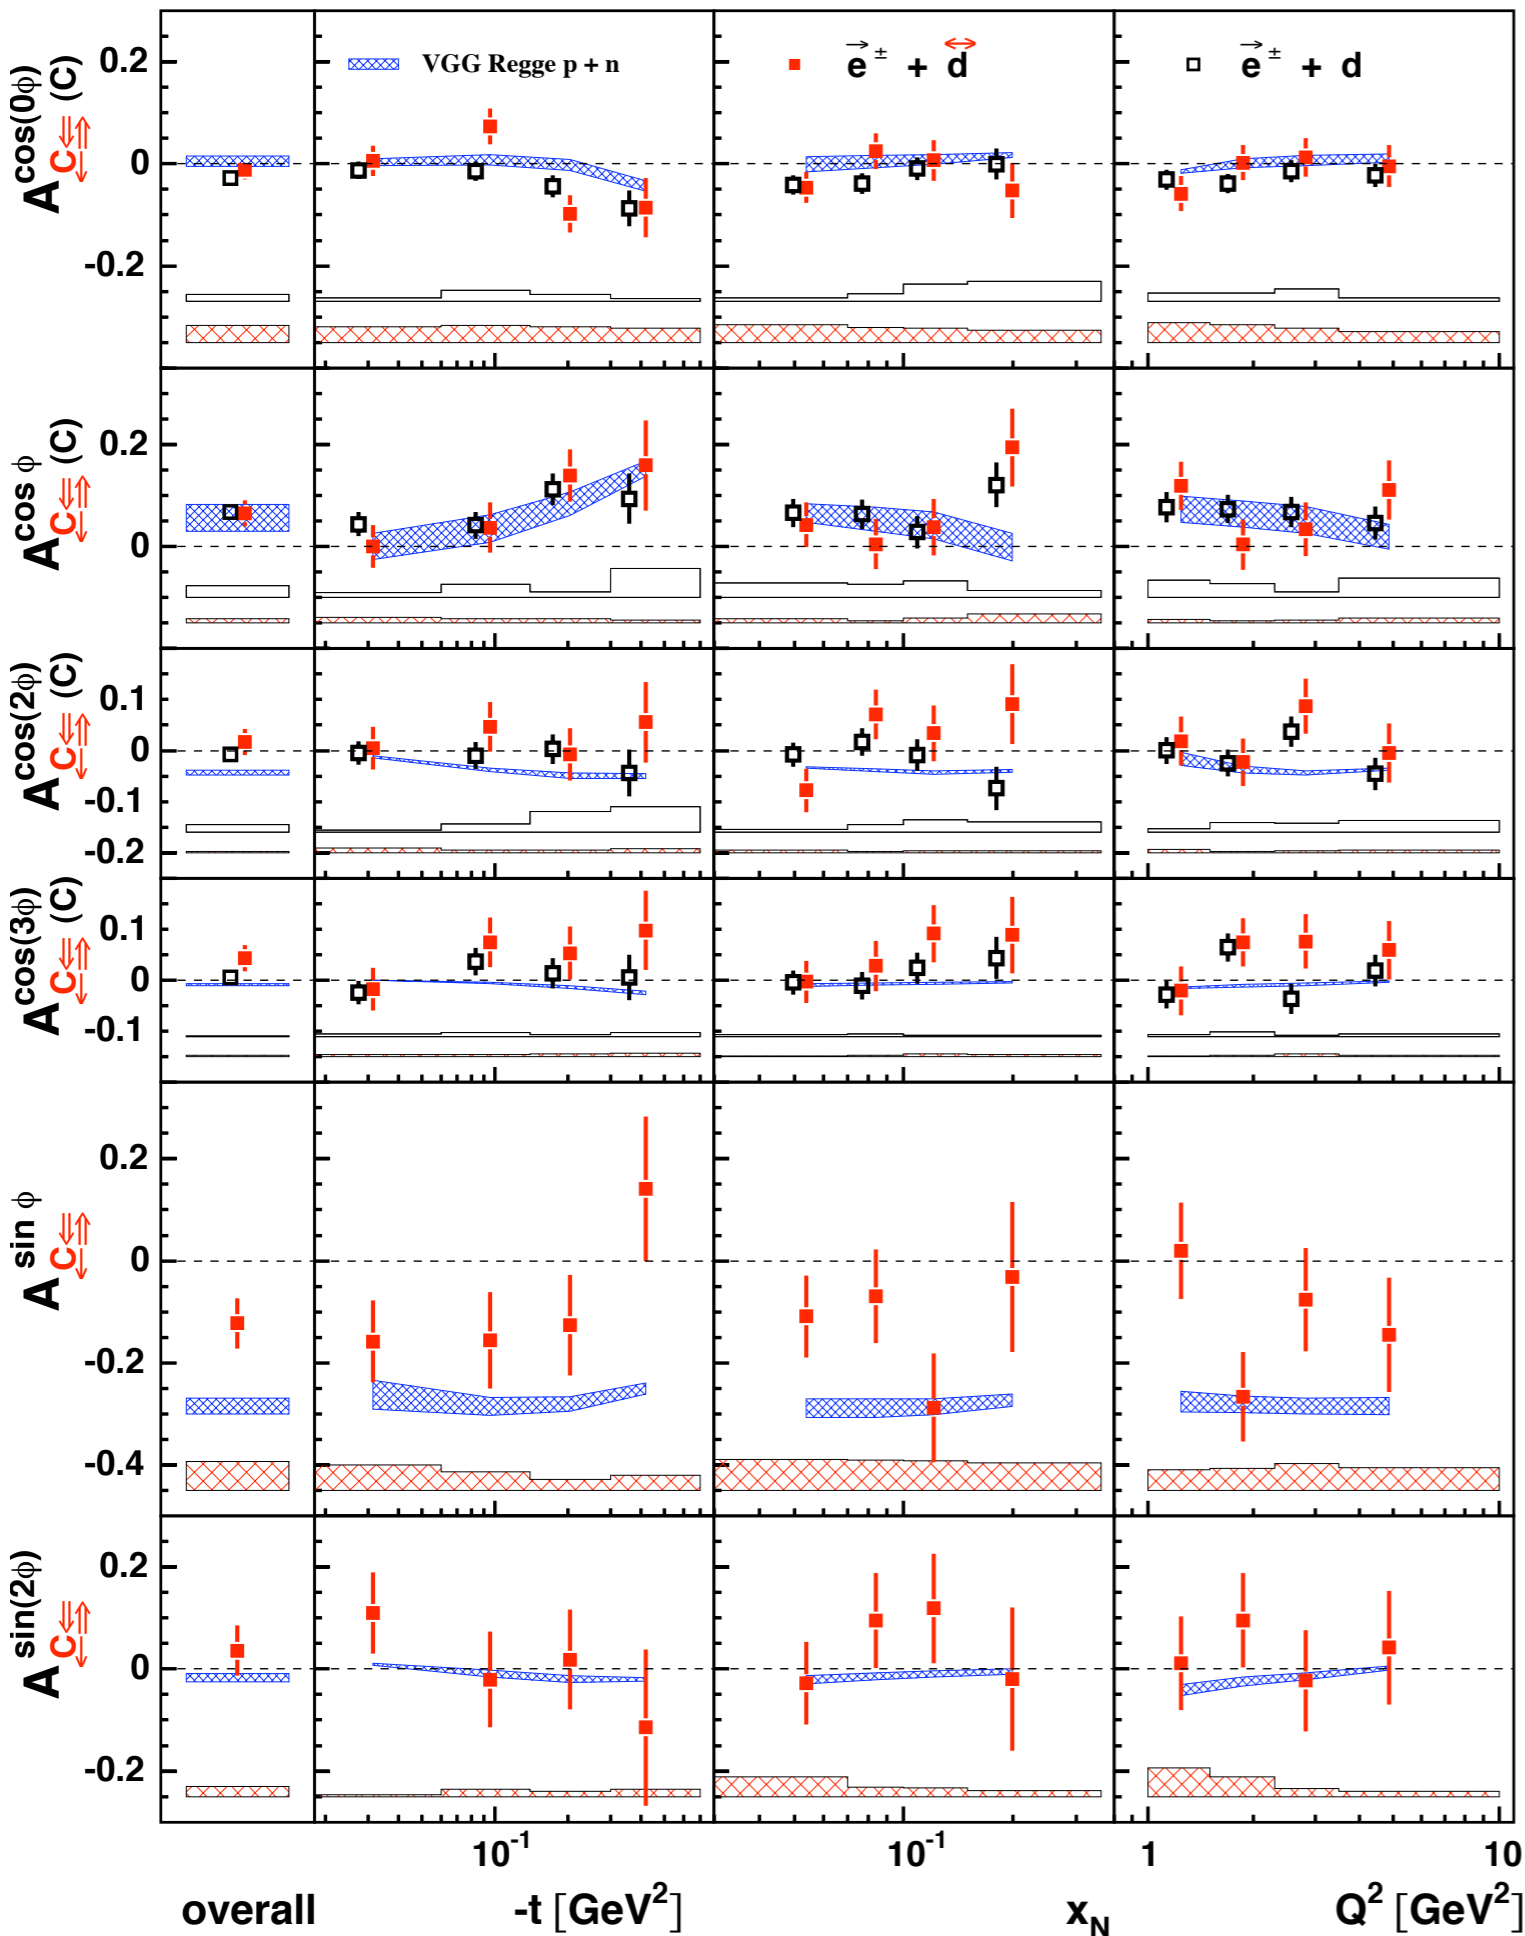 VGG Regge p + n
e⃗ ± + d ↔
e⃗ ± + d
A cos(0φ) C↓ ⇓⇑ (C)
0.2
0
-0.2
A cos φ C↓ ⇓⇑ (C)
0.2
0
A cos(2φ) C↓ ⇓⇑ (C)
0.1
0
-0.1
-0.2
A cos(3φ) C↓ ⇓⇑ (C)
0.1
0
-0.1
A sin φ C↓ ⇓⇑
0.2
0
-0.2
-0.4
A sin(2φ) C↓ ⇓⇑
0.2
0
-0.2
10⁻¹ 10⁻¹ 1 10
overall -t [GeV²] x_N Q² [GeV²]